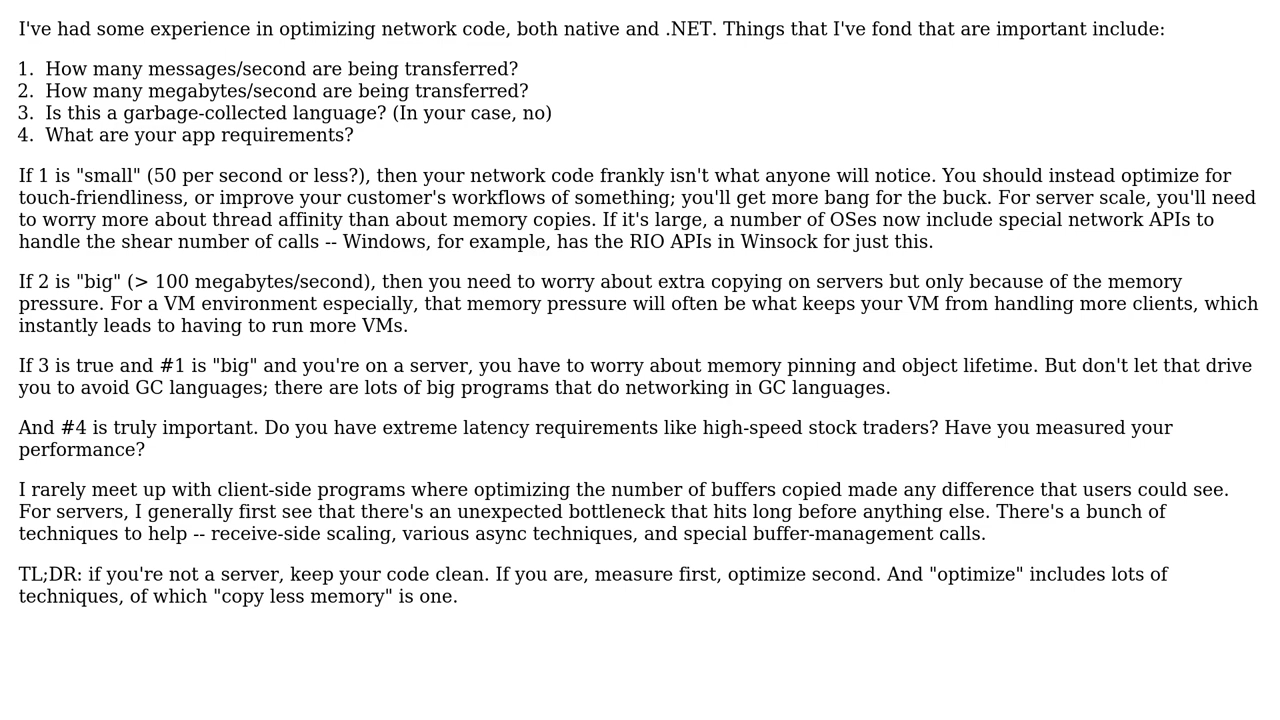 I've had some experience in optimizing network code, both native and .NET. Things that I've fond that are important include:
1. How many messages/second are being transferred?
2. How many megabytes/second are being transferred?
3. Is this a garbage-collected language? (In your case, no)
4. What are your app requirements?
If 1 is "small" (50 per second or less?), then your network code frankly isn't what anyone will notice. You should instead optimize for
touch-friendliness, or improve your customer's workflows of something; you'll get more bang for the buck. For server scale, you'll need
to worry more about thread affinity than about memory copies. If it's large, a number of OSes now include special network APIs to
handle the shear number of calls -- Windows, for example, has the RIO APIs in Winsock for just this.
If 2 is "big" (> 100 megabytes/second), then you need to worry about extra copying on servers but only because of the memory
pressure. For a VM environment especially, that memory pressure will often be what keeps your VM from handling more clients, which
instantly leads to having to run more VMs.
If 3 is true and #1 is "big" and you're on a server, you have to worry about memory pinning and object lifetime. But don't let that drive
you to avoid GC languages; there are lots of big programs that do networking in GC languages.
And #4 is truly important. Do you have extreme latency requirements like high-speed stock traders? Have you measured your
performance?
I rarely meet up with client-side programs where optimizing the number of buffers copied made any difference that users could see.
For servers, I generally first see that there's an unexpected bottleneck that hits long before anything else. There's a bunch of
techniques to help -- receive-side scaling, various async techniques, and special buffer-management calls.
TL;DR: if you're not a server, keep your code clean. If you are, measure first, optimize second. And "optimize" includes lots of
techniques, of which "copy less memory" is one.